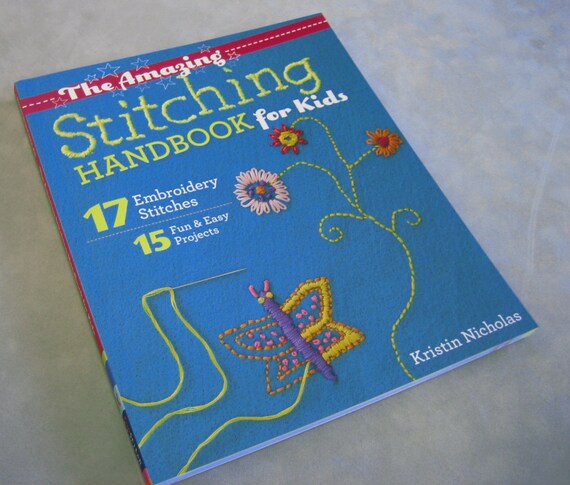 The Amazing
Stitching
HANDBOOK for Kids
17 Embroidery
Stitches
15 Fun & Easy
Projects
Kristin Nicholas